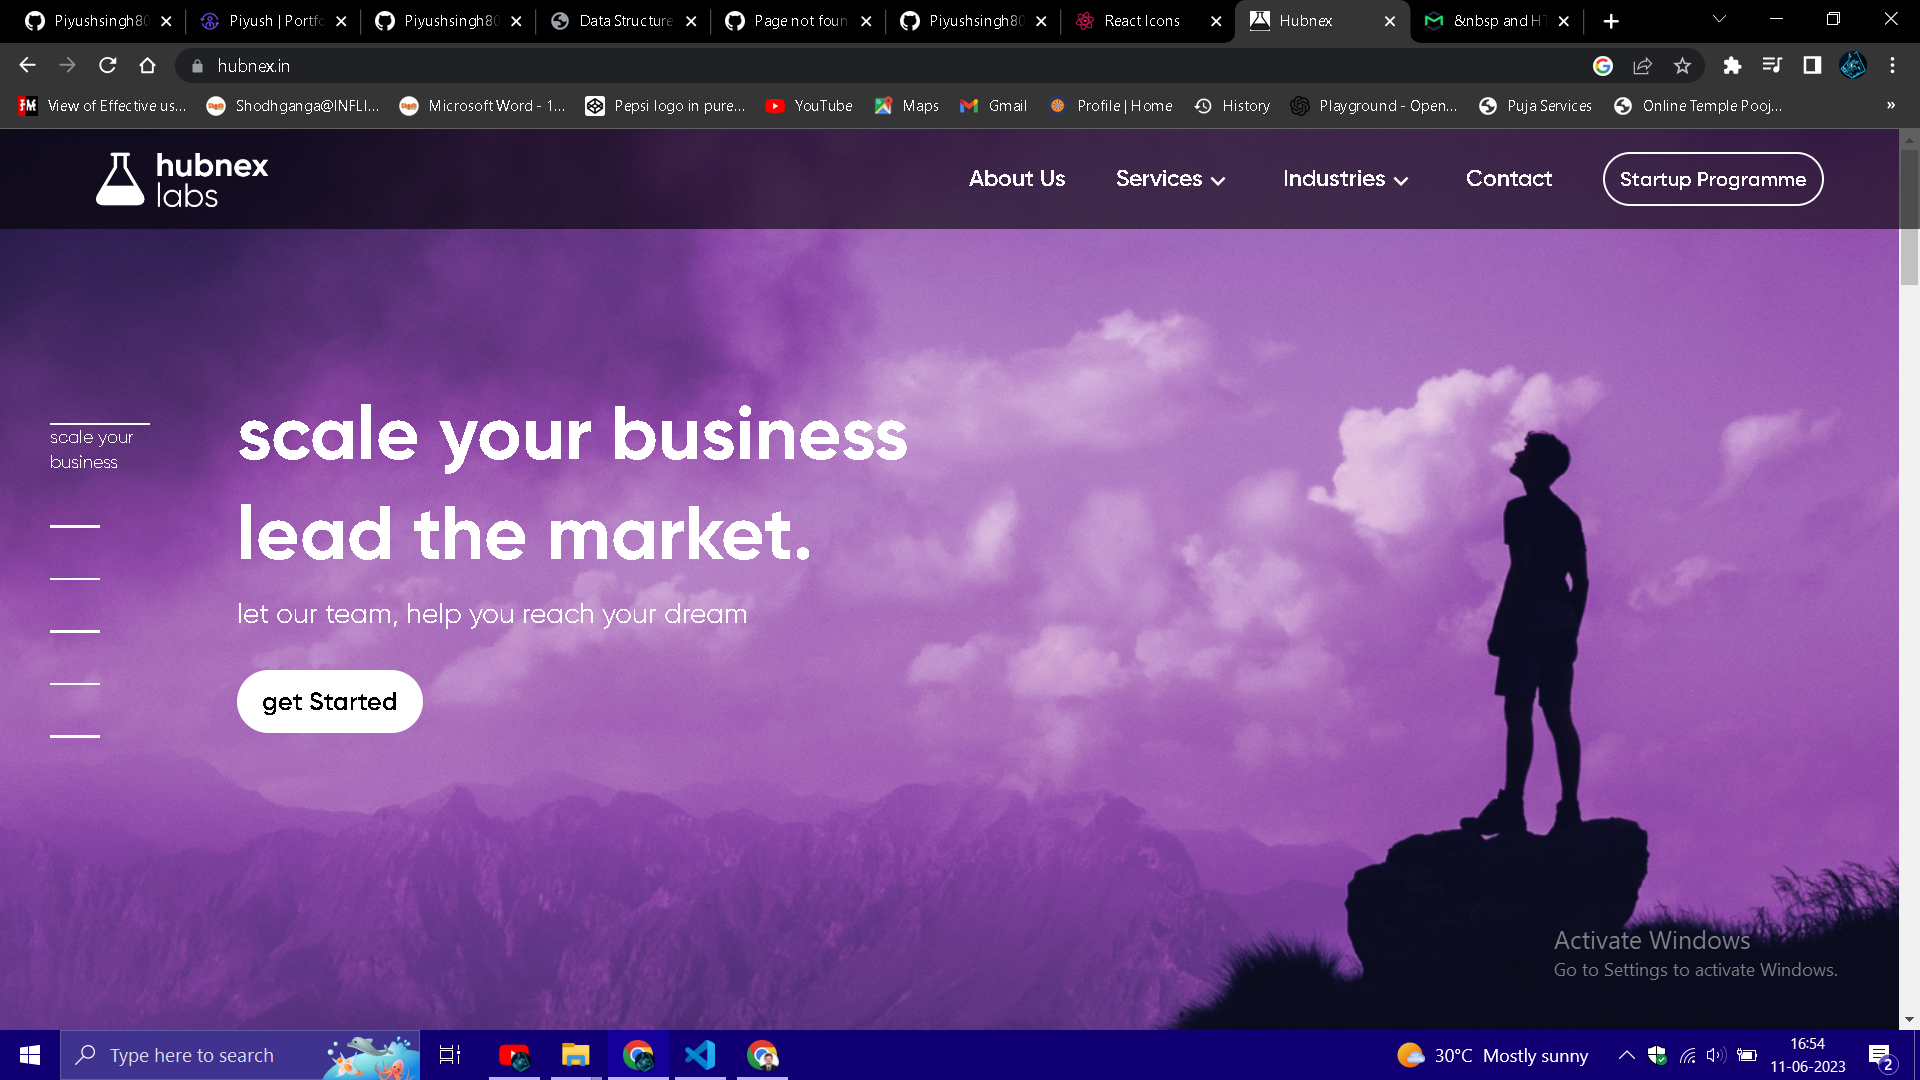 Piyushsingh80
Piyush | Portfo
Piyushsingh80
Data Structure
Page not foun
Piyushsingh80
React Icons
Hubnex
&nbsp and HT
hubnex.in
View of Effective us...
Shodhganga@INFLI...
Microsoft Word - 1...
Pepsi logo in pure...
YouTube
Maps
Gmail
Profile | Home
History
Playground - Open...
Puja Services
Online Temple Pooj...
»
hubnex
labs
About Us
Services
Industries
Contact
Startup Programme
scale your
business
scale your business
lead the market.
let our team, help you reach your dream
get Started
Activate Windows
Go to Settings to activate Windows.
Type here to search
30°C Mostly sunny
16:54
11-06-2023
2